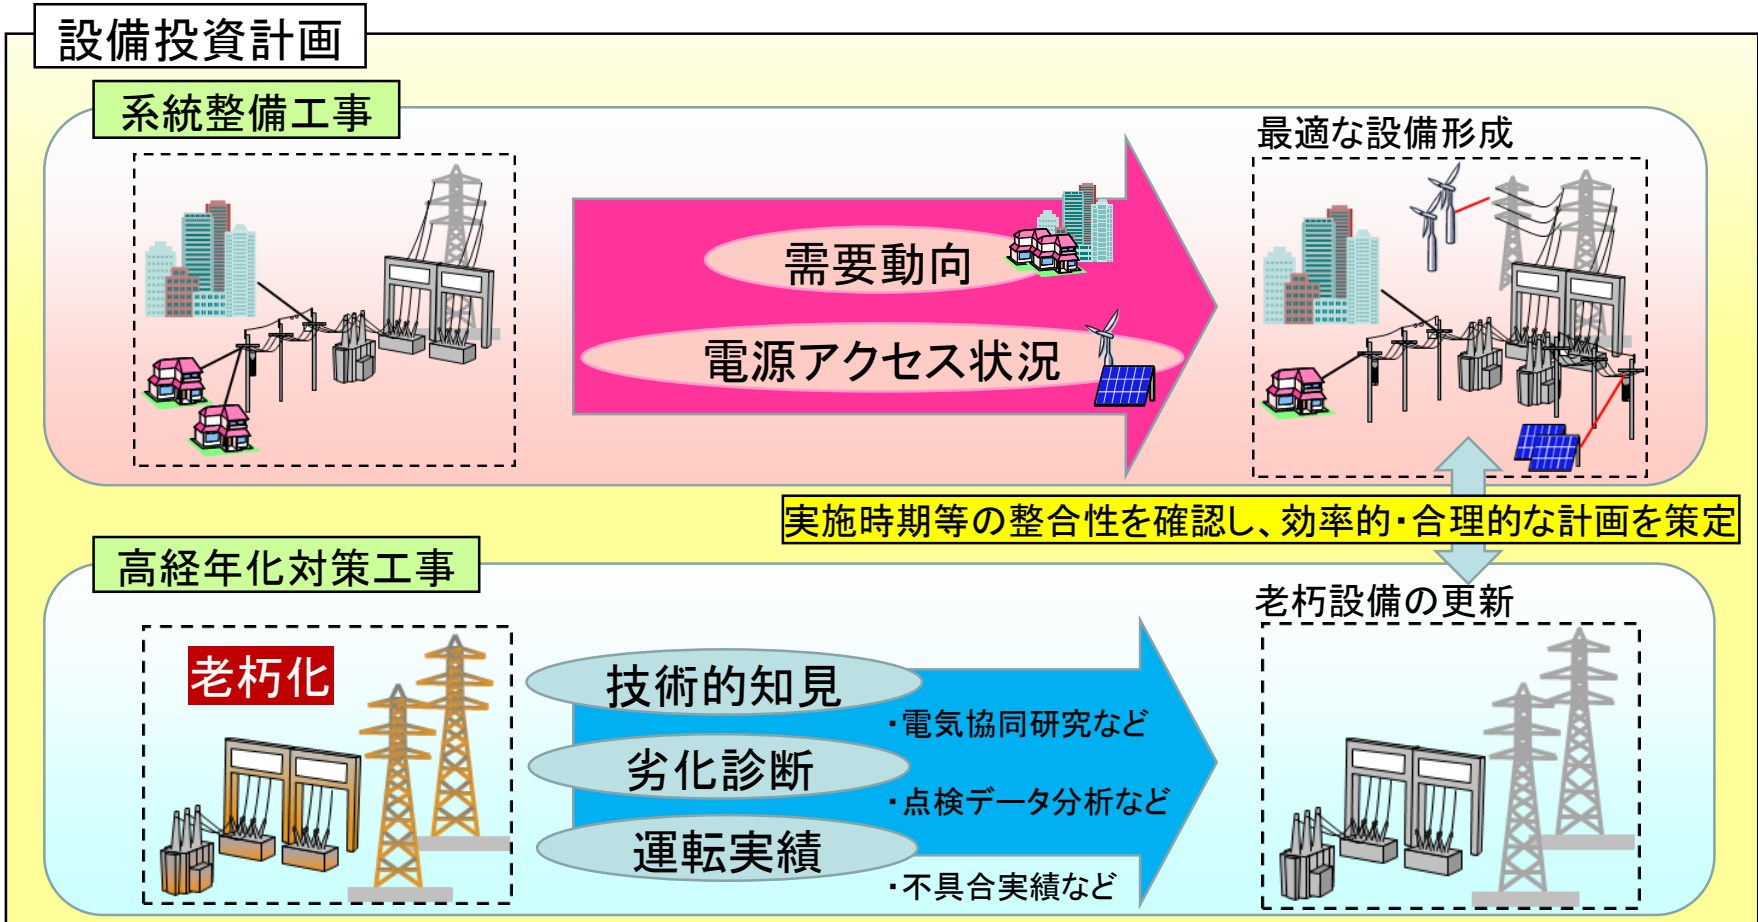 設備投資計画
系統整備工事
最適な設備形成
需要動向
電源アクセス状況
実施時期等の整合性を確認し、効率的・合理的な計画を策定
高経年化対策工事
老朽設備の更新
老朽化
技術的知見
・電気協同研究など
劣化診断
・点検データ分析など
運転実績
・不具合実績など